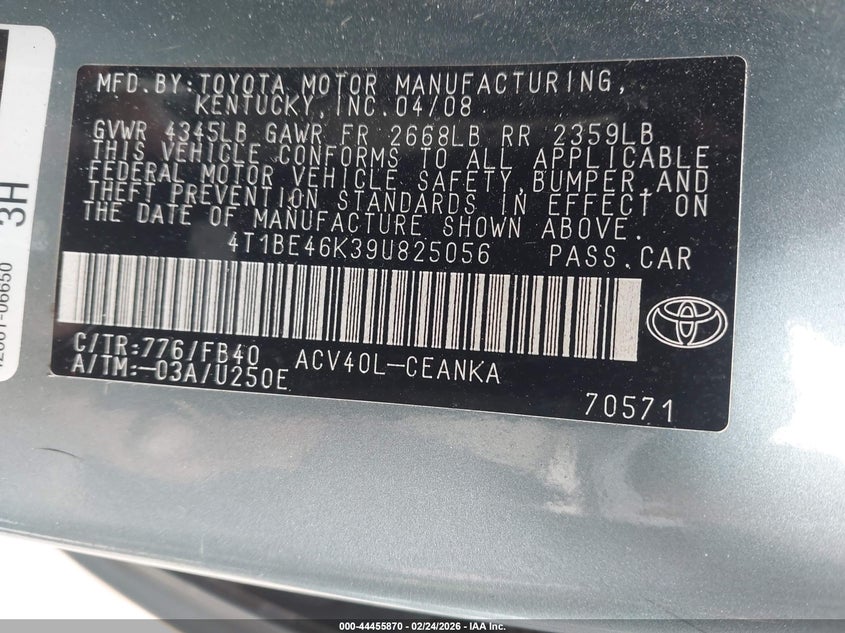 MFD.BY:TOYOTA MOTOR MANUFACTURING,
KENTUCKY,INC.04/08
GVWR 4345LB GAWR FR 2668LB RR 2359LB
THIS VEHICLE CONFORMS TO ALL APPLICABLE
FEDERAL MOTOR VEHICLE SAFETY,BUMPER,AND
THEFT PREVENTION STANDARDS IN EFFECT ON
THE DATE OF MANUFACTURE SHOWN ABOVE.
4T1BE46K39U825056 PASS.CAR
C/TR:776/FB40 ACV40L-CEANKA
A/TM:-03A/U250E
70571
3H
000-44455870 - 02/24/2026 - IAA Inc.